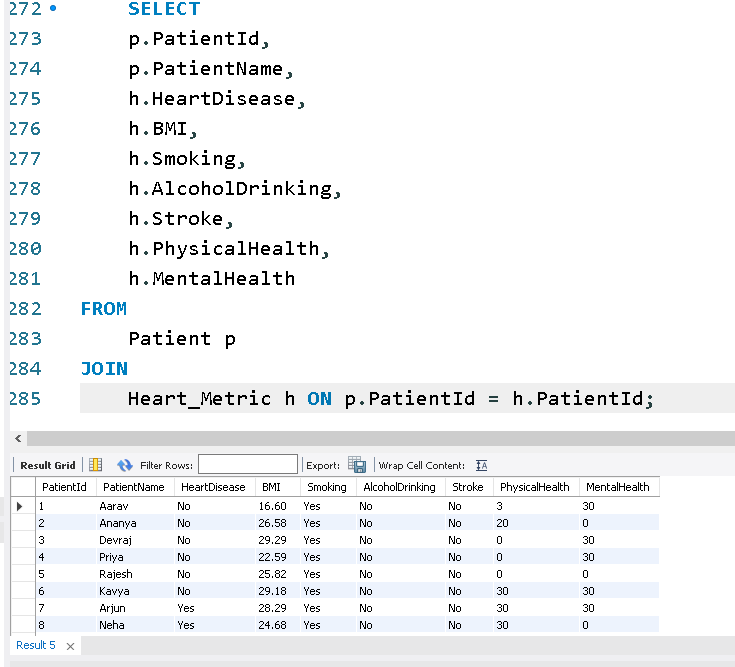 272 SELECT
273 p.PatientId,
274 p.PatientName,
275 h.HeartDisease,
276 h.BMI,
277 h.Smoking,
278 h.AlcoholDrinking,
279 h.Stroke,
280 h.PhysicalHealth,
281 h.MentalHealth
282 FROM
283 Patient p
284 JOIN
285 Heart_Metric h ON p.PatientId = h.PatientId;
Result Grid Filter Rows: Export: Wrap Cell Content: IA
PatientId PatientName HeartDisease BMI Smoking AlcoholDrinking Stroke PhysicalHealth MentalHealth
1 Aarav No 16.60 Yes No No 3 30
2 Ananya No 26.58 Yes No No 20 0
3 Devraj No 29.29 Yes No No 0 30
4 Priya No 22.59 Yes No No 0 30
5 Rajesh No 25.82 Yes No No 0 0
6 Kavya No 29.18 Yes No No 30 30
7 Arjun Yes 28.29 Yes No No 30 30
8 Neha Yes 24.68 Yes No No 30 0
Result 5